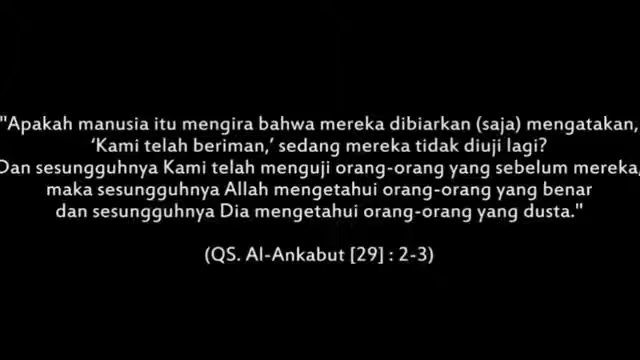 "Apakah manusia itu mengira bahwa mereka dibiarkan (saja) mengatakan,
‘Kami telah beriman,’ sedang mereka tidak diuji lagi?
Dan sesungguhnya Kami telah menguji orang-orang yang sebelum mereka,
maka sesungguhnya Allah mengetahui orang-orang yang benar
dan sesungguhnya Dia mengetahui orang-orang yang dusta."
(QS. Al-Ankabut [29] : 2-3)